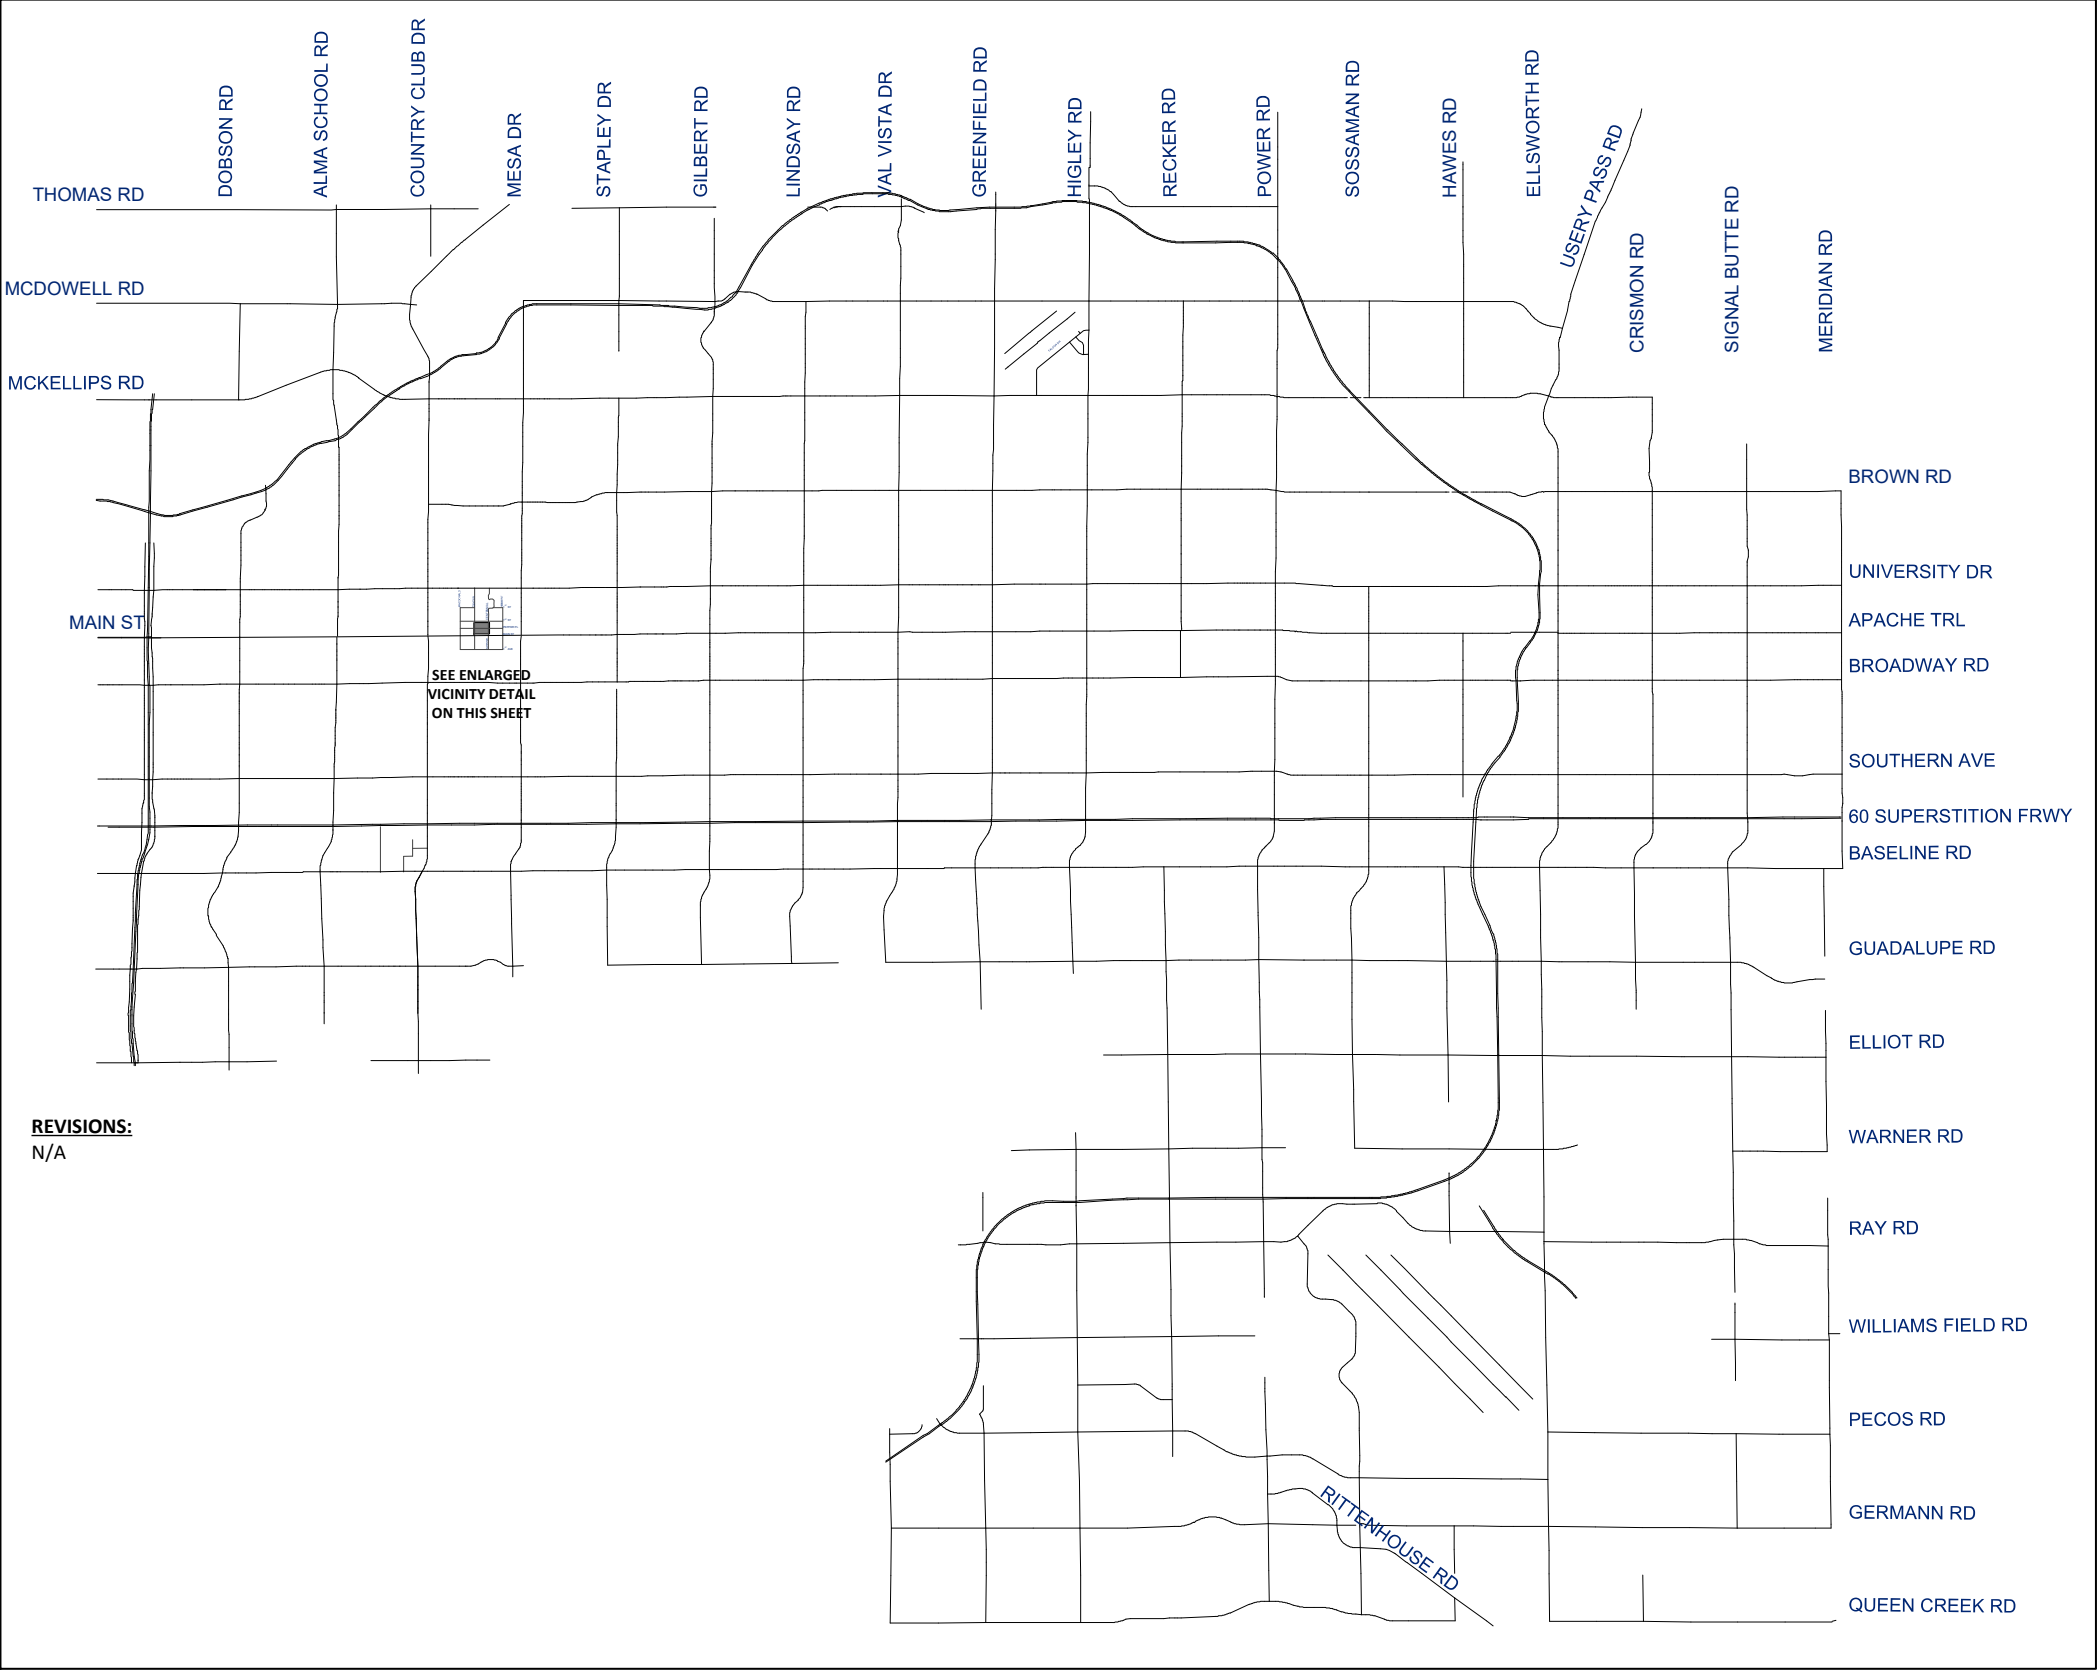 DOBSON RD
ALMA SCHOOL RD
COUNTRY CLUB DR
MESA DR
STAPLEY DR
GILBERT RD
LINDSAY RD
VAL VISTA DR
GREENFIELD RD
HIGLEY RD
RECKER RD
POWER RD
SOSSAMAN RD
HAWES RD
ELLSWORTH RD
USERY PASS RD
CRISMON RD
SIGNAL BUTTE RD
MERIDIAN RD
THOMAS RD
MCDOWELL RD
MCKELLIPS RD
BROWN RD
UNIVERSITY DR
MAIN ST
APACHE TRL
BROADWAY RD
SEE ENLARGED
VICINITY DETAIL
ON THIS SHEET
SOUTHERN AVE
60 SUPERSTITION FRWY
BASELINE RD
GUADALUPE RD
ELLIOT RD
REVISIONS:
N/A
WARNER RD
RAY RD
WILLIAMS FIELD RD
PECOS RD
RITTENHOUSE RD
GERMANN RD
QUEEN CREEK RD